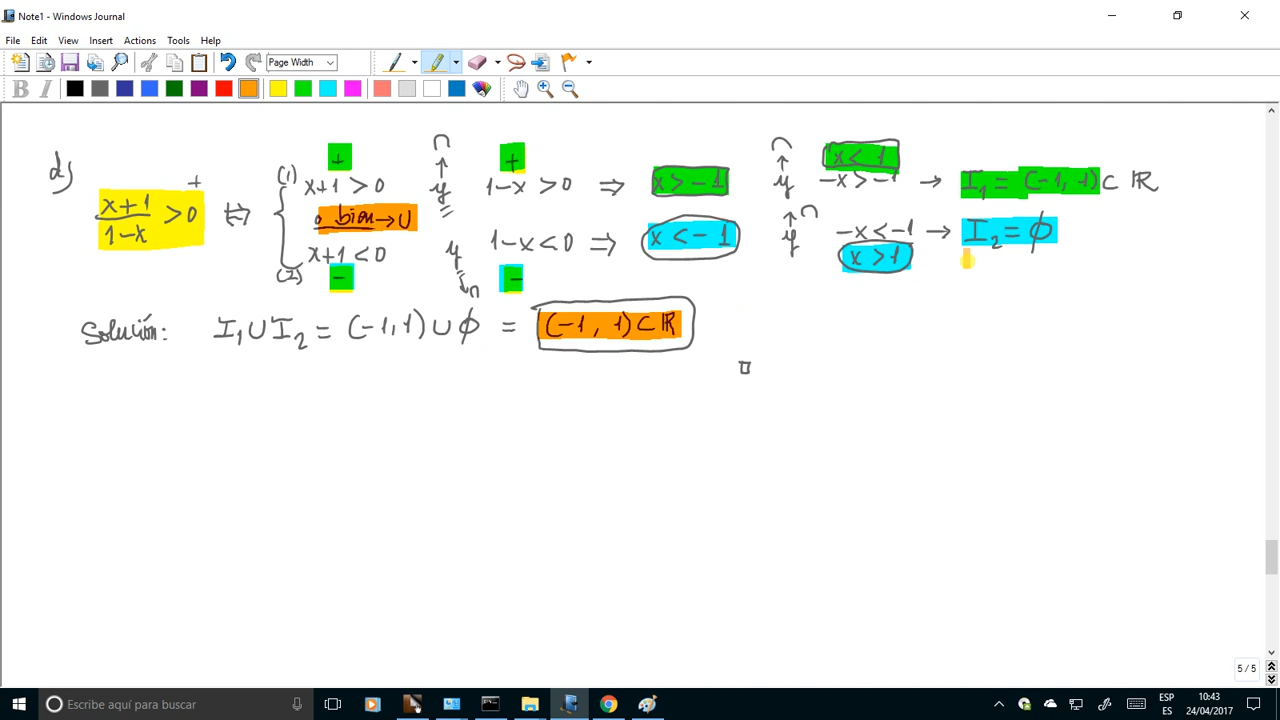 Note1 - Windows Journal
File Edit View Insert Actions Tools Help
Page Width
B I
d) x+1/1-x > 0 + ⇔
(1) + x+1 > 0 y → ∩ + 1-x > 0 ⇒ x > -1 y → ∩ x < 1 -x > -1 → I₁ = (-1, 1) ⊂ ℝ
o bien → ∪
(2) x+1 < 0 - y → ∩ 1-x < 0 - ⇒ x < -1 y → ∩ -x < -1 x > 1 → I₂ = ϕ
Solución: I₁ ∪ I₂ = (-1, 1) ∪ ϕ = (-1, 1) ⊂ ℝ
5 / 5
Escribe aquí para buscar
ESP
ES
10:43
24/04/2017